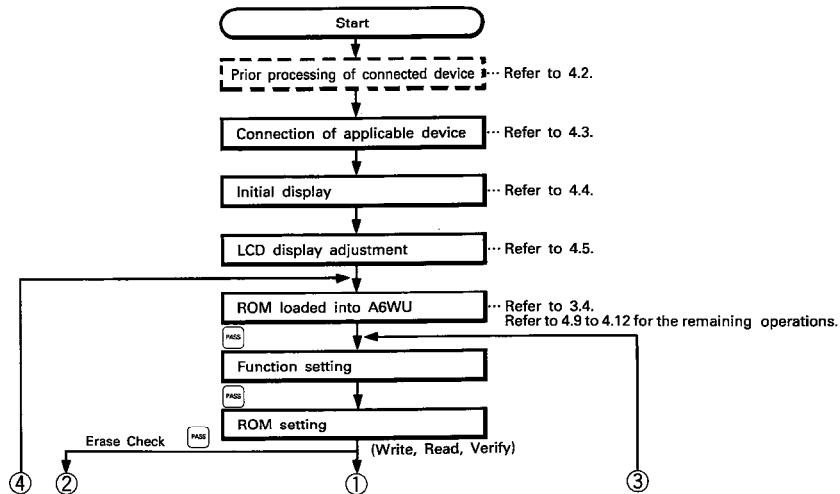 Start
Prior processing of connected device ··· Refer to 4.2.
Connection of applicable device ··· Refer to 4.3.
Initial display ··· Refer to 4.4.
LCD display adjustment ··· Refer to 4.5.
ROM loaded into A6WU ··· Refer to 3.4.
Refer to 4.9 to 4.12 for the remaining operations.
PASS
Function setting
PASS
ROM setting
Erase Check PASS
(Write, Read, Verify)
④ ② ① ③